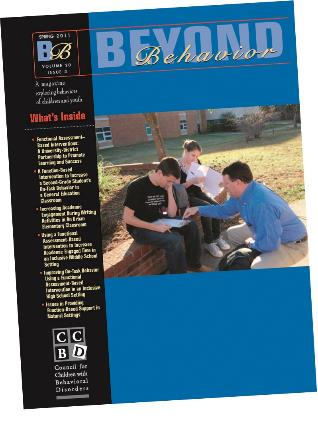 SPRING 2011
BB
VOLUME 20
ISSUE 3
BEYOND
Behavior
A magazine
exploring behaviors
of children and youth
What's Inside
• Functional Assessment-
Based Interventions:
A University-District
Partnership to Promote
Learning and Success
• A Function-Based
Intervention to Increase
a Second-Grade Student's
On-Task Behavior in
a General Education
Classroom
• Increasing Academic
Engagement During Writing
Activities in an Urban
Elementary Classroom
• Using a Functional
Assessment-Based
Intervention to Increase
Academic Engaged Time in
an Inclusive Middle School
Setting
• Improving On-Task Behavior
Using a Functional
Assessment-Based
Intervention in an Inclusive
High School Setting
• Issues in Providing
Function-Based Support in
Natural Settings
CC
BD
Council for
Children with
Behavioral
Disorders